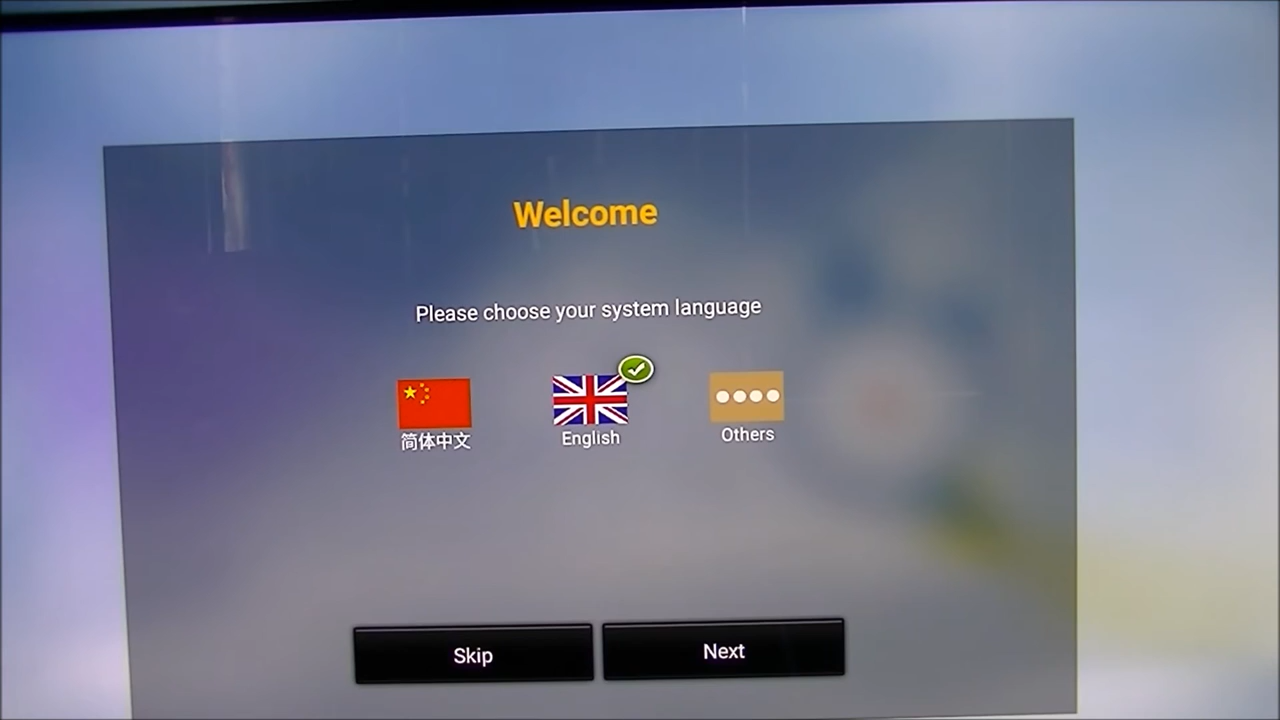 Welcome
Please choose your system language
简体中文
English
Others
Skip
Next